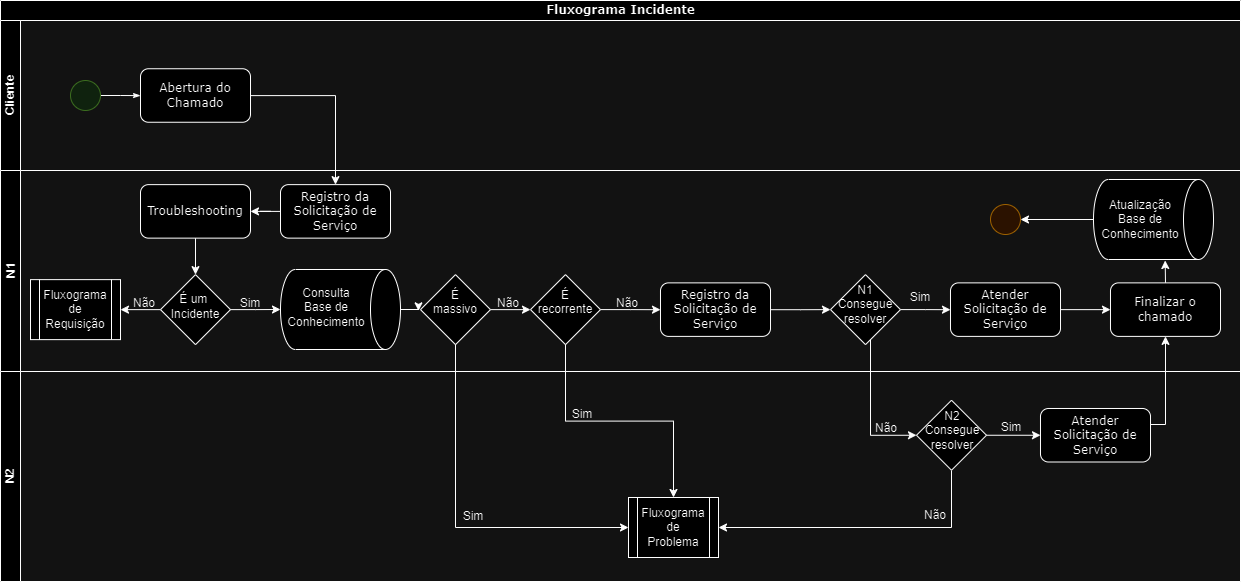 Fluxograma Incidente
Cliente
Abertura do
Chamado
N1
Troubleshooting
Registro da
Solicitação de
Serviço
Atualização
Base de
Conhecimento
Fluxograma
de
Requisição
Não
É um
Incidente
Sim
Consulta
Base de
Conhecimento
É
massivo
Não
É
recorrente
Não
Registro da
Solicitação de
Serviço
N1
Consegue
resolver
Sim
Atender
Solicitação de
Serviço
Finalizar o
chamado
N2
Sim
Não
N2
Consegue
resolver
Sim
Atender
Solicitação de
Serviço
Sim
Fluxograma
de
Problema
Não